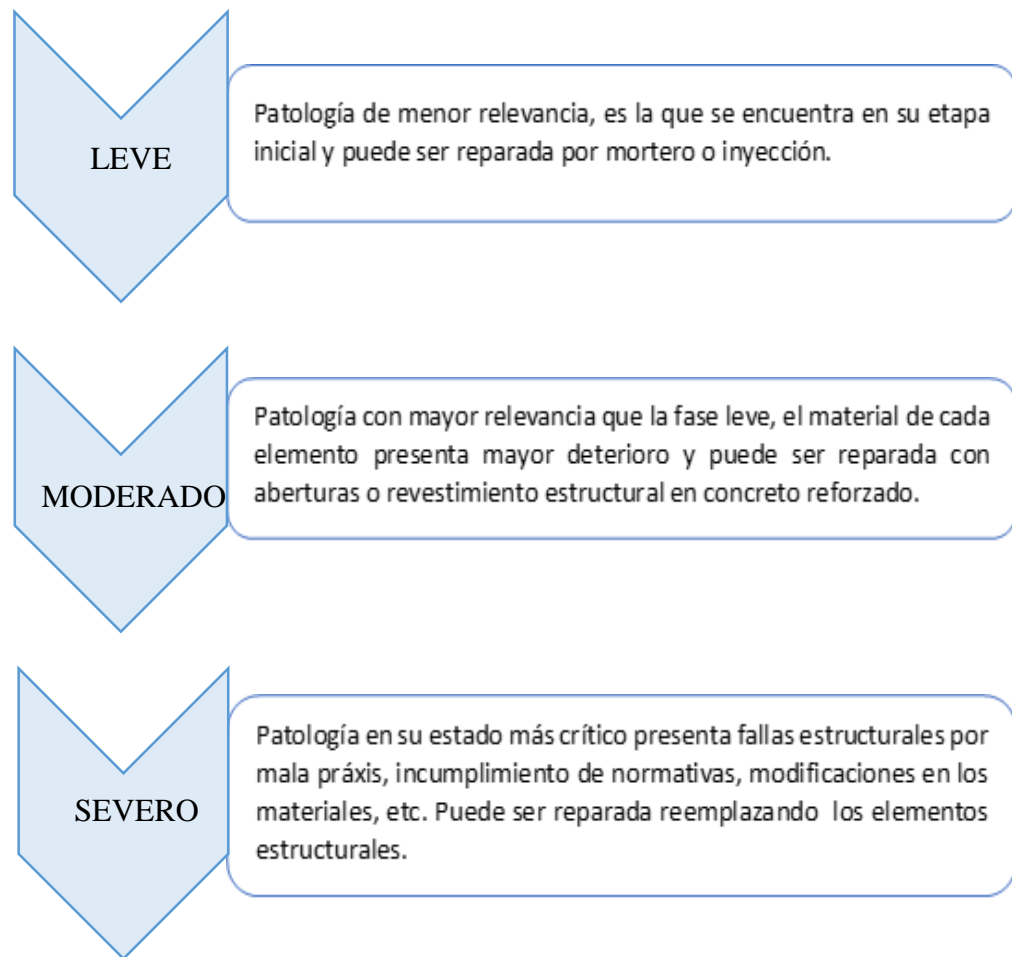 LEVE
Patología de menor relevancia, es la que se encuentra en su etapa
inicial y puede ser reparada por mortero o inyección.
MODERADO
Patología con mayor relevancia que la fase leve, el material de cada
elemento presenta mayor deterioro y puede ser reparada con
aberturas o revestimiento estructural en concreto reforzado.
SEVERO
Patología en su estado más crítico presenta fallas estructurales por
mala práxis, incumplimiento de normativas, modificaciones en los
materiales, etc. Puede ser reparada reemplazando los elementos
estructurales.